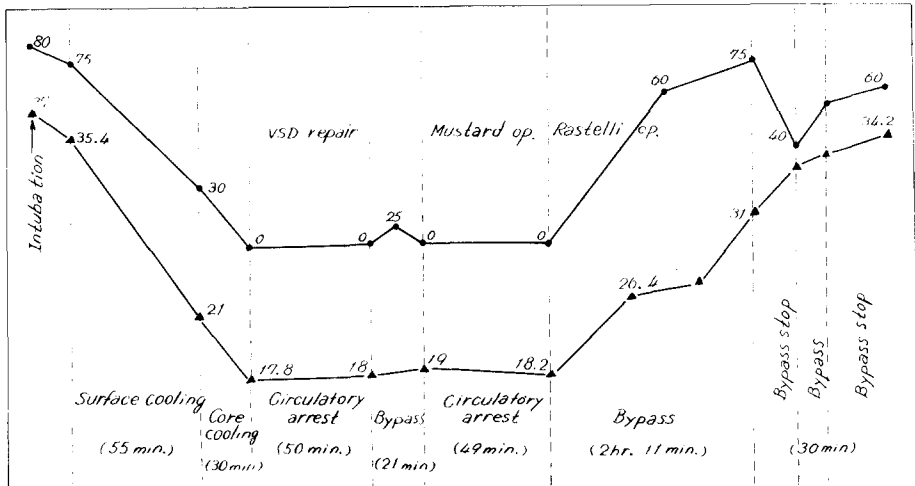 80
75
35.4
Intubation
30
21
VSD repair
Mustard op.
Rastelli op.
0
0
25
0
0
60
75
40
60
34.2
31
26.4
17.8
18
19
18.2
Surface cooling
(55 min.)
Core
cooling
(30 min)
Circulatory
arrest
(50 min.)
Bypass
(21 min)
Circulatory
arrest
(49 min.)
Bypass
(2hr. 11 min.)
Bypass stop
Bypass
Bypass stop
(30 min)